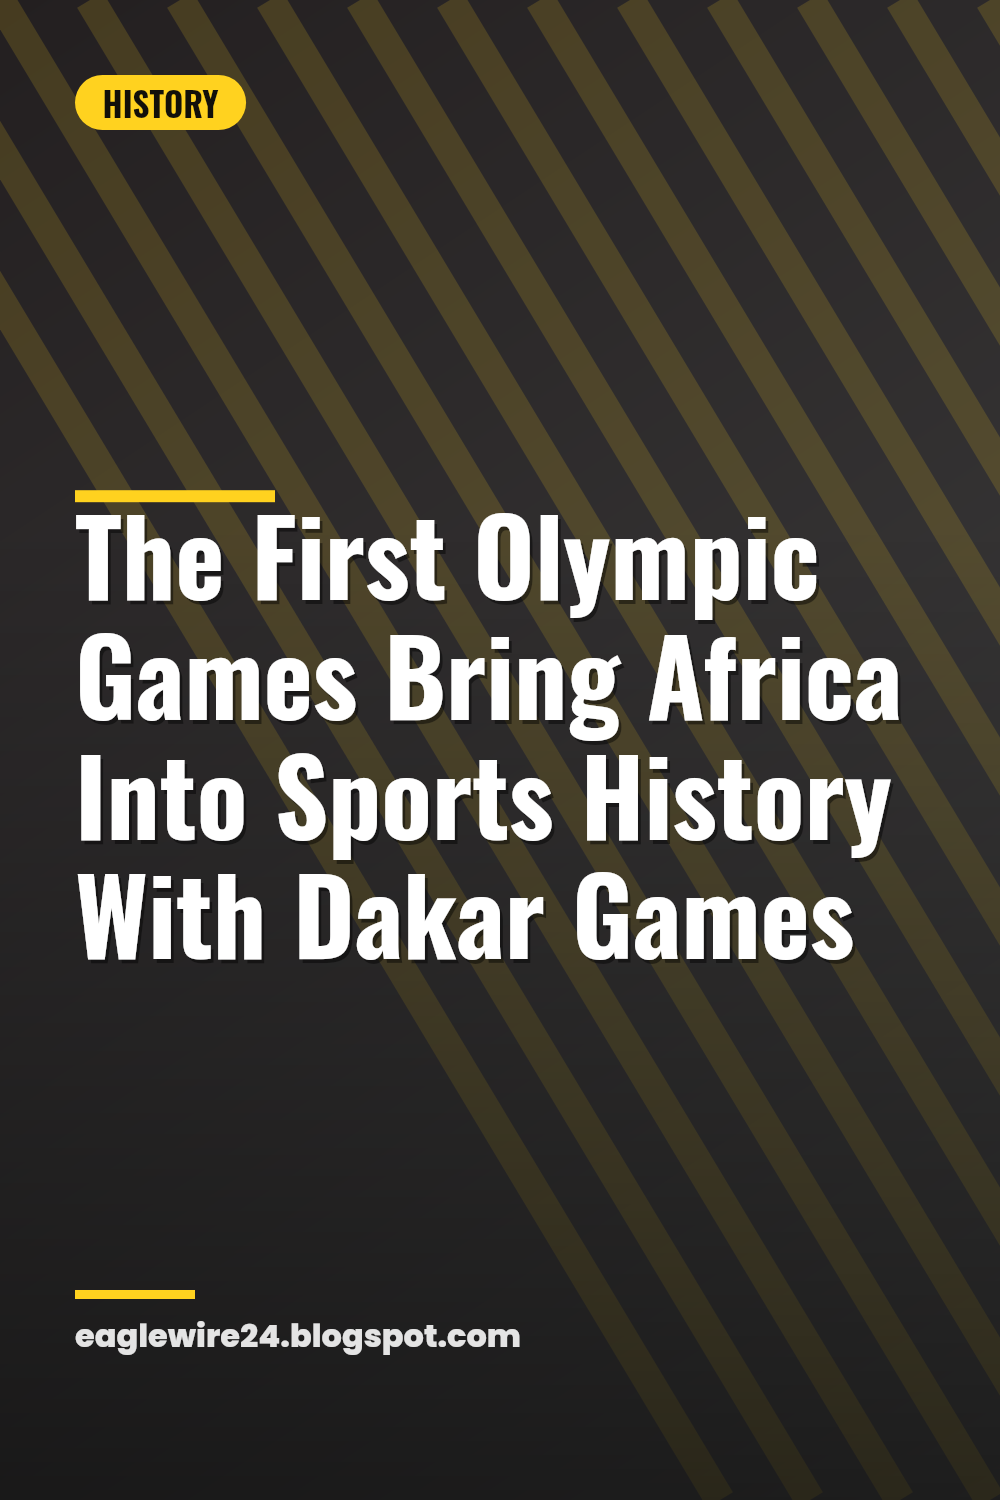 HISTORY
The First Olympic
Games Bring Africa
Into Sports History
With Dakar Games
eaglewire24.blogspot.com